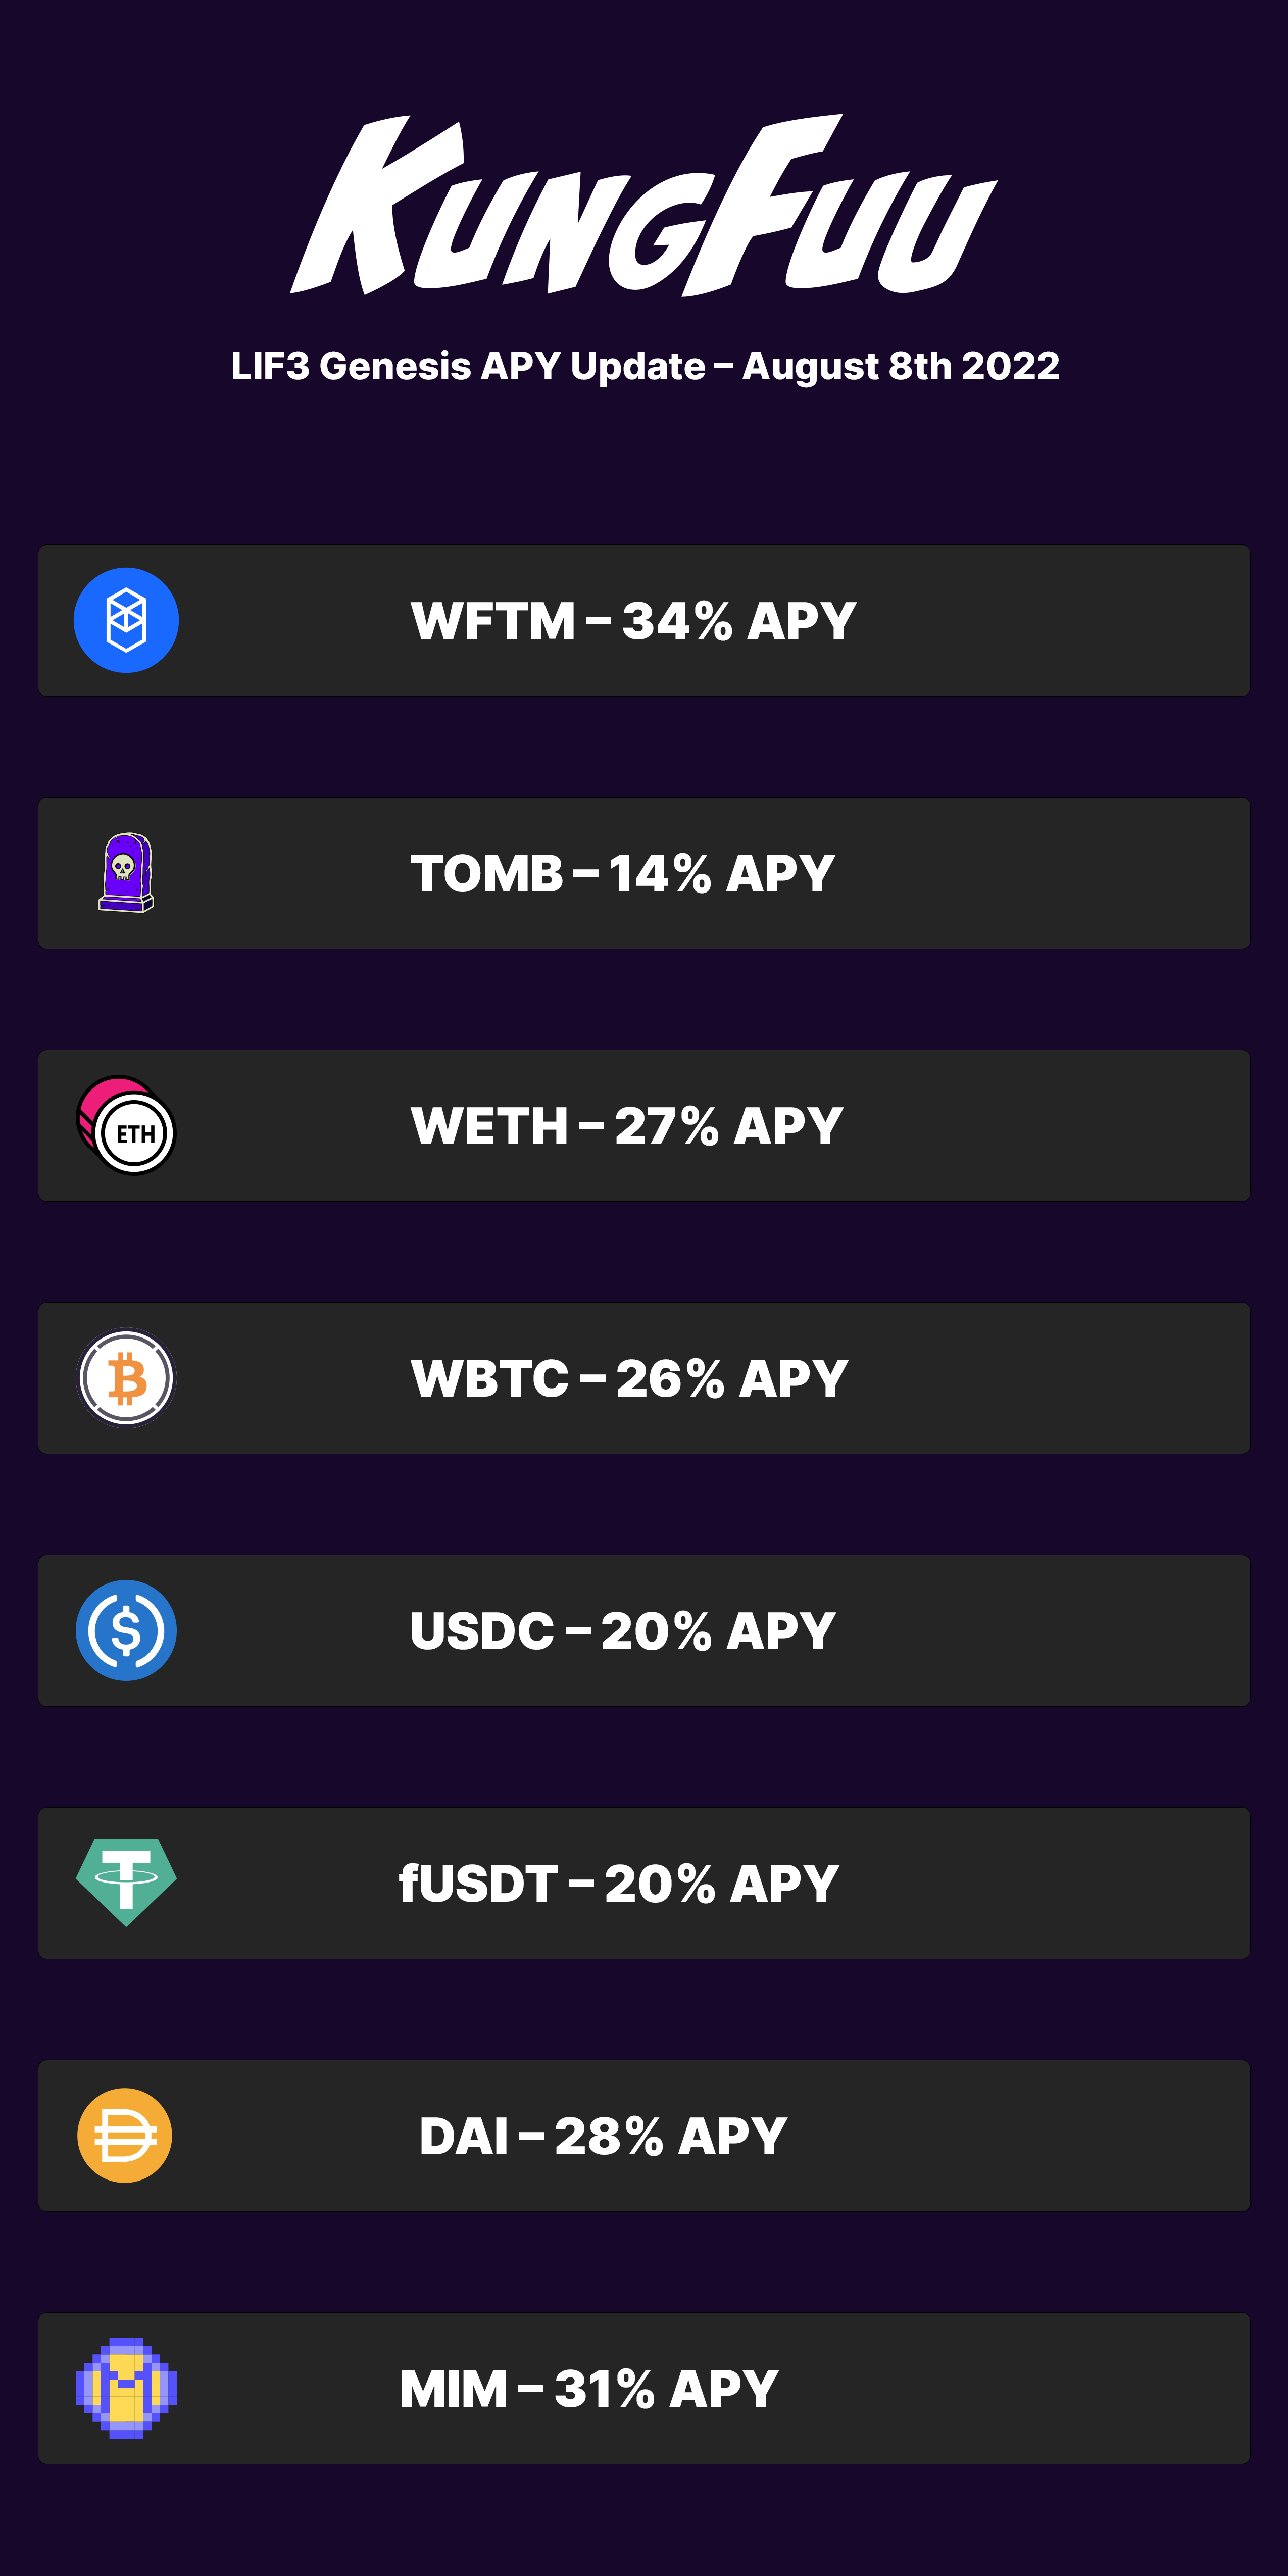 KUNGFUU
LIF3 Genesis APY Update – August 8th 2022
WFTM – 34% APY
TOMB – 14% APY
ETH
WETH – 27% APY
WBTC – 26% APY
USDC – 20% APY
fUSDT – 20% APY
DAI – 28% APY
MIM – 31% APY